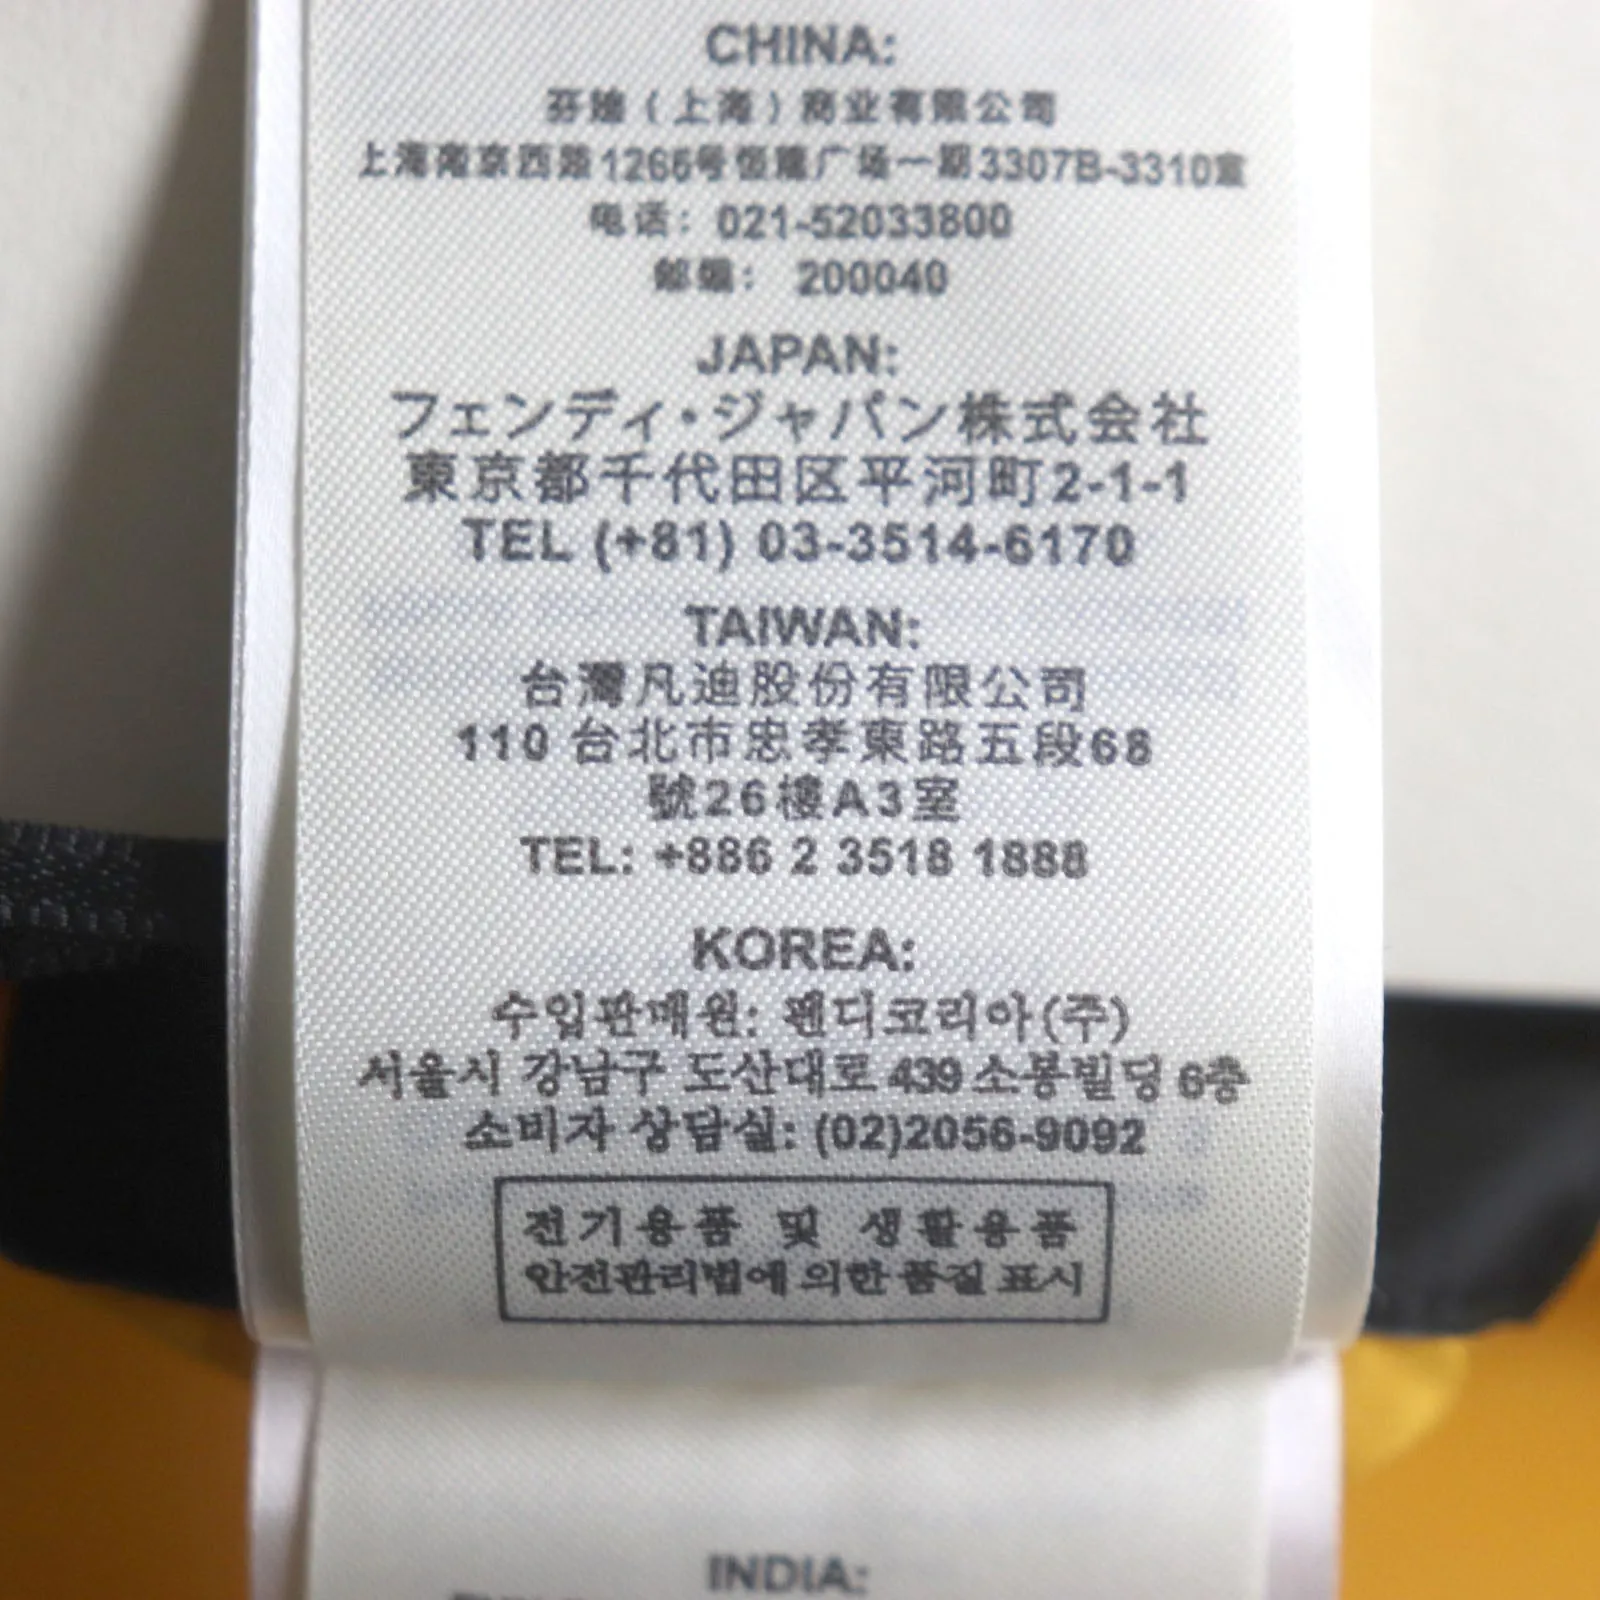 CHINA:
芬迪（上海）商业有限公司
上海南京西路1266号恒隆广场一期3307B-3310室
电话： 021-52033800
邮编： 200040
JAPAN:
フェンディ・ジャパン株式会社
東京都千代田区平河町2-1-1
TEL (+81) 03-3514-6170
TAIWAN:
台灣凡迪股份有限公司
110 台北市忠孝東路五段68
號26樓A3室
TEL: +886 2 3518 1888
KOREA:
수입판매원: 펜디코리아(주)
서울시 강남구 도산대로 439 소봉빌딩 6층
소비자 상담실: (02)2056-9092
전기용품 및 생활용품
안전관리법에 의한 품질 표시
INDIA: